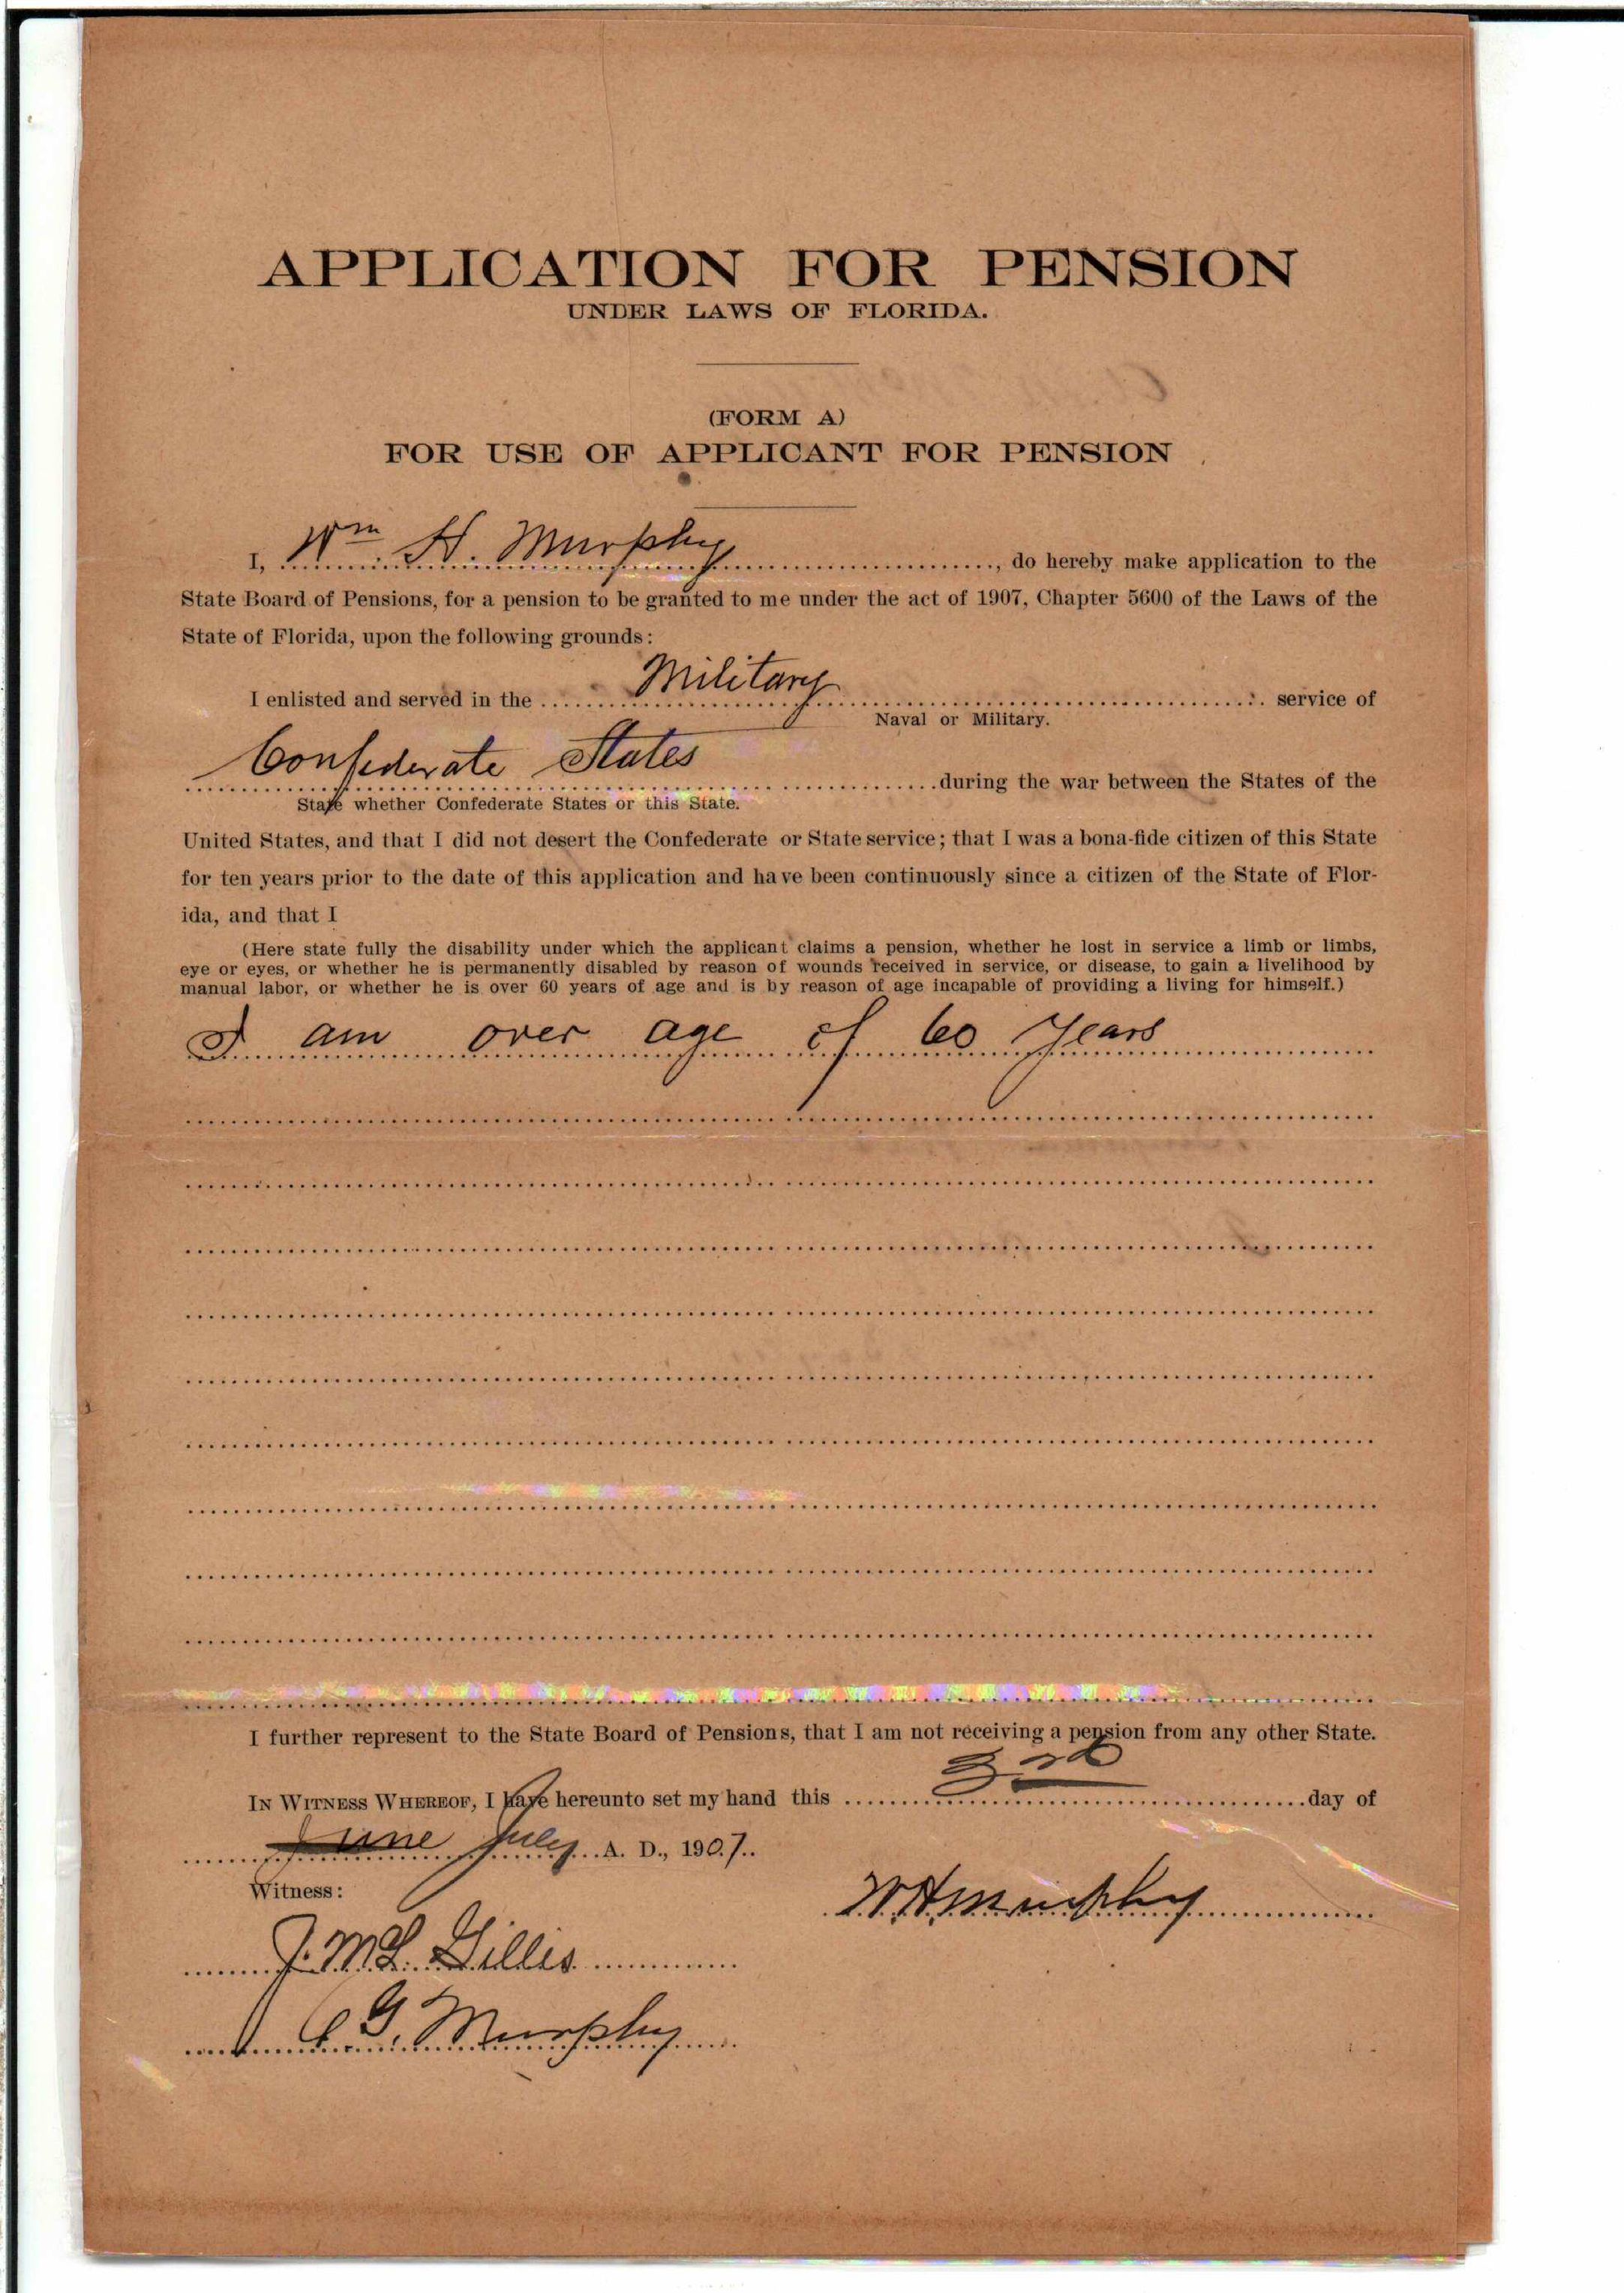 APPLICATION FOR PENSION
UNDER LAWS OF FLORIDA.
(FORM A)
FOR USE OF APPLICANT FOR PENSION
I, Wm. H. Murphy, do hereby make application to the
State Board of Pensions, for a pension to be granted to me under the act of 1907, Chapter 5600 of the Laws of the
State of Florida, upon the following grounds:
I enlisted and served in the Military service of
Naval or Military.
Confederate States during the war between the States of the
State whether Confederate States or this State.
United States, and that I did not desert the Confederate or State service; that I was a bona-fide citizen of this State
for ten years prior to the date of this application and have been continuously since a citizen of the State of Flor-
ida, and that I
(Here state fully the disability under which the applicant claims a pension, whether he lost in service a limb or limbs,
eye or eyes, or whether he is permanently disabled by reason of wounds received in service, or disease, to gain a livelihood by
manual labor, or whether he is over 60 years of age and is by reason of age incapable of providing a living for himself.)
I am over age of 60 Years
I further represent to the State Board of Pensions, that I am not receiving a pension from any other State.
IN WITNESS WHEREOF, I have hereunto set my hand this 3rd day of
June July A. D., 1907.
Witness:
W H Murphy
J. McL. Gillis
G. Murphy